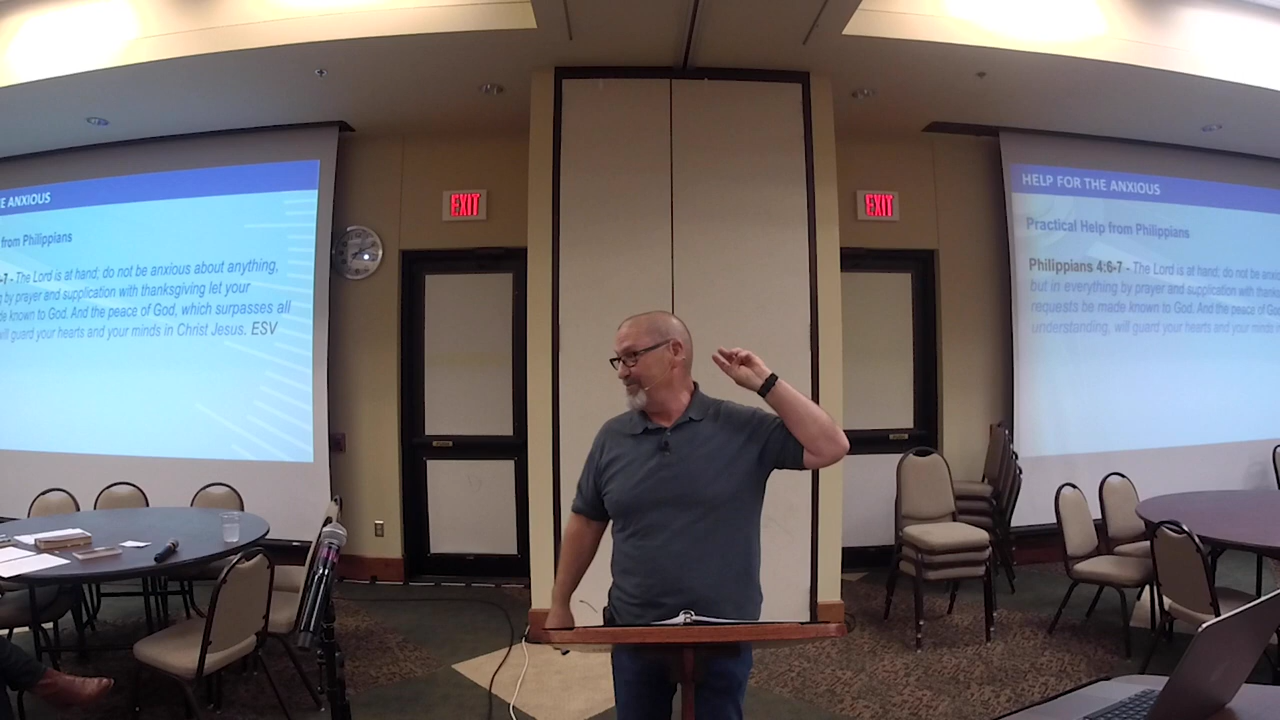 E ANXIOUS
from Philippians
-7 - The Lord is at hand; do not be anxious about anything,
g by prayer and supplication with thanksgiving let your
de known to God. And the peace of God, which surpasses all
will guard your hearts and your minds in Christ Jesus. ESV
EXIT
EXIT
HELP FOR THE ANXIOUS
Practical Help from Philippians
Philippians 4:6-7 - The Lord is at hand; do not be anx
but in everything by prayer and supplication with thank
requests be made known to God. And the peace of God
understanding, will guard your hearts and your minds